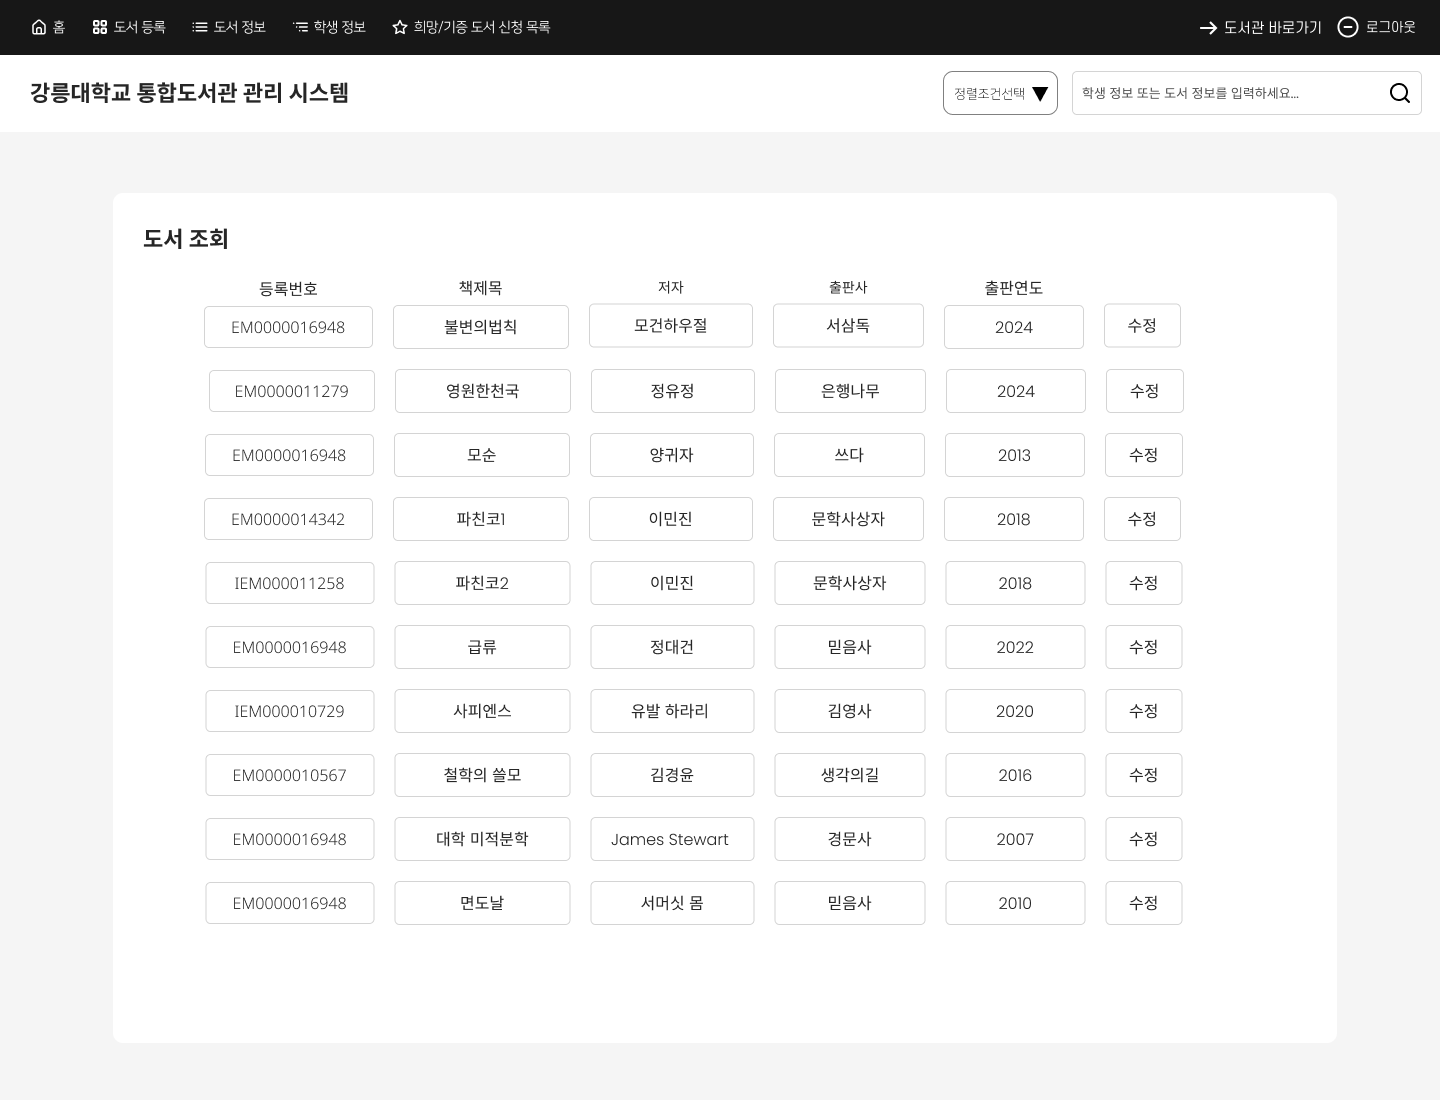 홈 도서 등록 도서 정보 학생 정보 희망/기증 도서 신청 목록 도서관 바로가기 로그아웃
강릉대학교 통합도서관 관리 시스템 정렬조건선택 학생 정보 또는 도서 정보를 입력하세요...
도서 조회
등록번호 책제목 저자 출판사 출판연도
EM0000016948 불변의법칙 모건하우절 서삼독 2024 수정
EM0000011279 영원한천국 정유정 은행나무 2024 수정
EM0000016948 모순 양귀자 쓰다 2013 수정
EM0000014342 파친코1 이민진 문학사상자 2018 수정
IEM000011258 파친코2 이민진 문학사상자 2018 수정
EM0000016948 급류 정대건 믿음사 2022 수정
IEM000010729 사피엔스 유발 하라리 김영사 2020 수정
EM0000010567 철학의 쓸모 김경윤 생각의길 2016 수정
EM0000016948 대학 미적분학 James Stewart 경문사 2007 수정
EM0000016948 면도날 서머싯 몸 믿음사 2010 수정